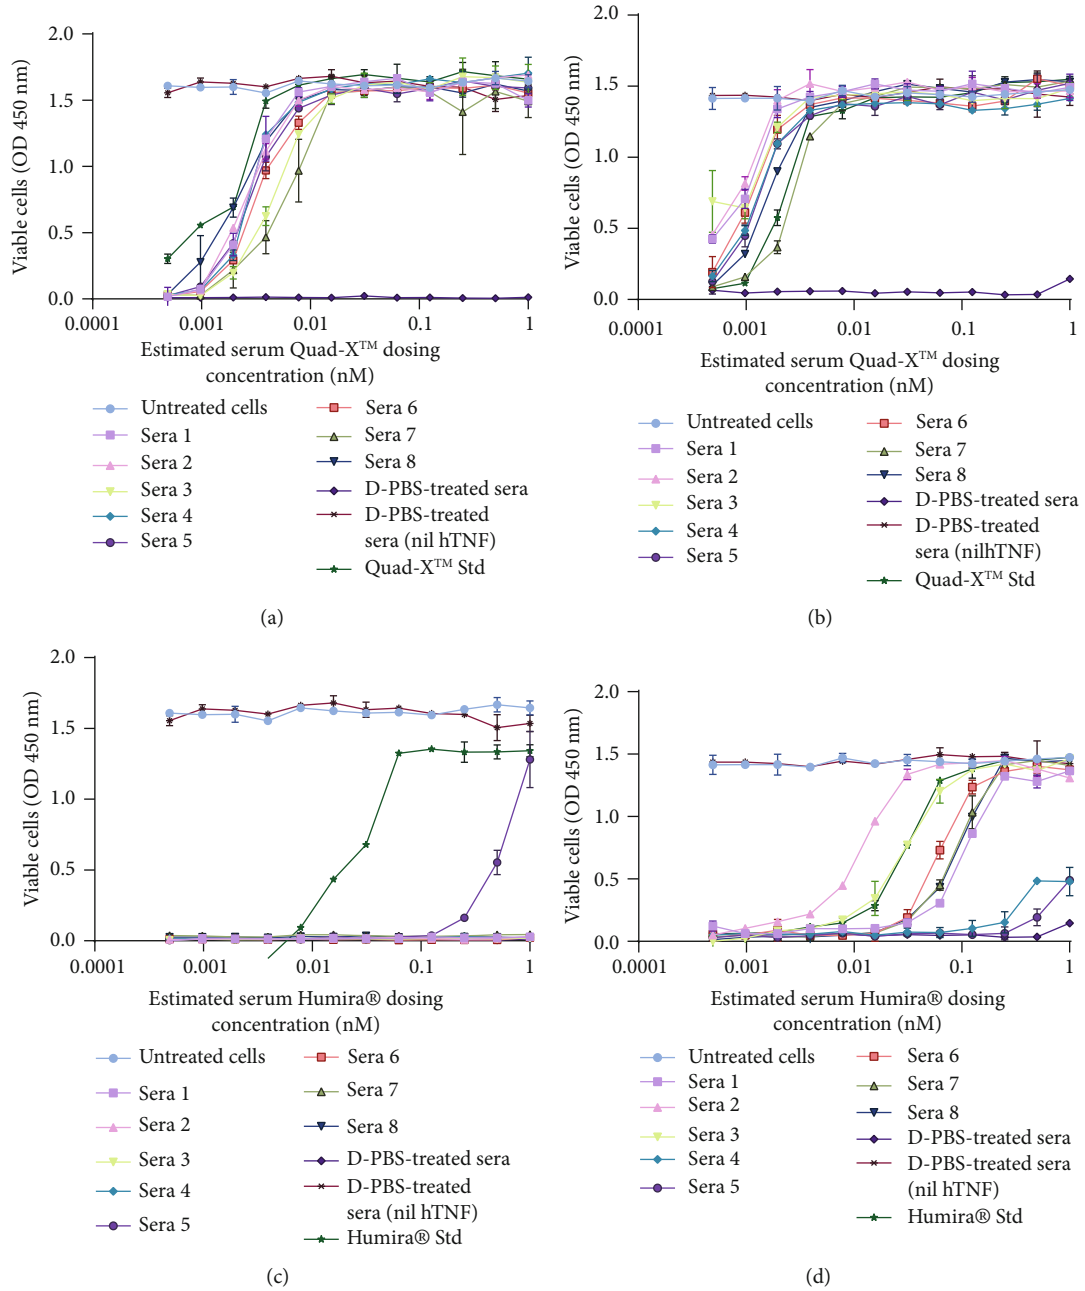 2.0
1.5
1.0
0.5
0.0
Viable cells (OD 450 nm)
0.0001
0.001
0.01
0.1
1
Estimated serum Quad-X™ dosing
concentration (nM)
Untreated cells
Sera 1
Sera 2
Sera 3
Sera 4
Sera 5
Sera 6
Sera 7
Sera 8
D-PBS-treated sera
D-PBS-treated
sera (nil hTNF)
Quad-X™ Std
(a)
2.0
1.5
1.0
0.5
0.0
Viable cells (OD 450 nm)
0.0001
0.001
0.01
0.1
1
Estimated serum Quad-X™ dosing
concentration (nM)
Untreated cells
Sera 1
Sera 2
Sera 3
Sera 4
Sera 5
Sera 6
Sera 7
Sera 8
D-PBS-treated sera
D-PBS-treated
sera (nilhTNF)
Quad-X™ Std
(b)
2.0
1.5
1.0
0.5
0.0
Viable cells (OD 450 nm)
0.0001
0.001
0.01
0.1
1
Estimated serum Humira® dosing
concentration (nM)
Untreated cells
Sera 1
Sera 2
Sera 3
Sera 4
Sera 5
Sera 6
Sera 7
Sera 8
D-PBS-treated sera
D-PBS-treated
sera (nil hTNF)
Humira® Std
(c)
2.0
1.5
1.0
0.5
0.0
Viable cells (OD 450 nm)
0.0001
0.001
0.01
0.1
1
Estimated serum Humira® dosing
concentration (nM)
Untreated cells
Sera 1
Sera 2
Sera 3
Sera 4
Sera 5
Sera 6
Sera 7
Sera 8
D-PBS-treated sera
D-PBS-treated sera
(nil hTNF)
Humira® Std
(d)